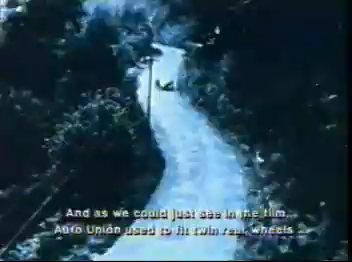 And as we could just see in the film,
Auto Union used to fit twin rear wheels